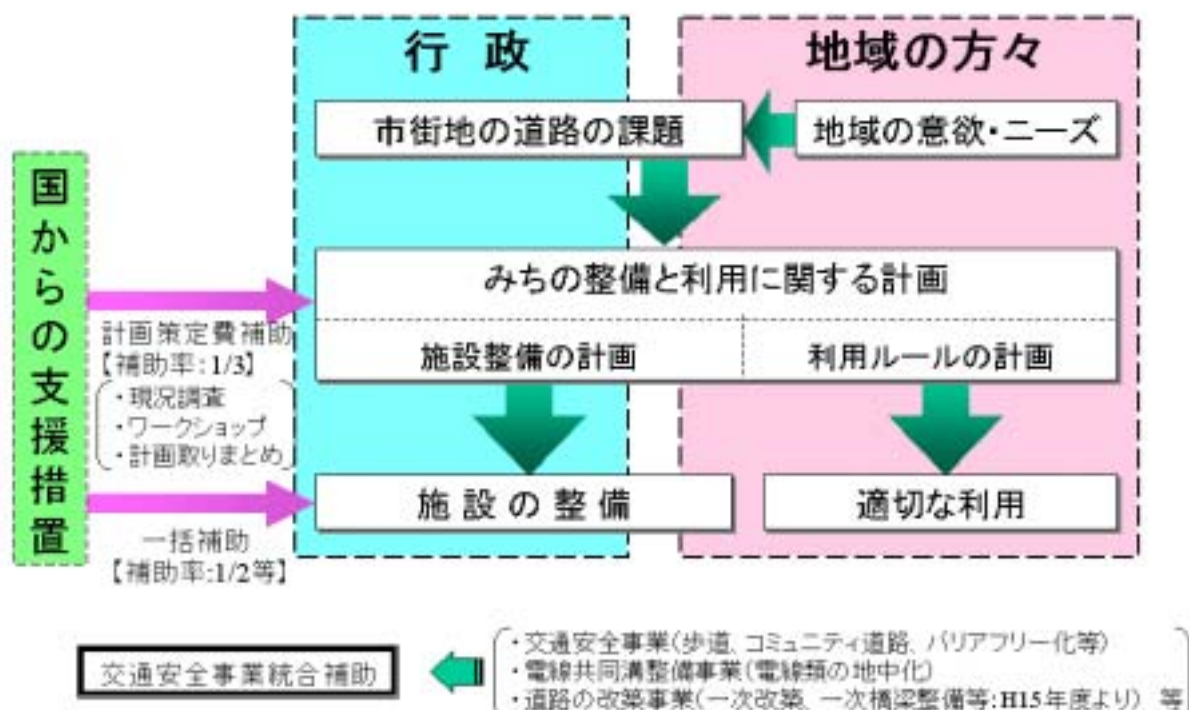 行 政
地域の方々
市街地の道路の課題
地域の意欲・ニーズ
国からの支援措置
みちの整備と利用に関する計画
施設整備の計画
利用ルールの計画
計画策定費補助
【補助率:1/3】
・現況調査
・ワークショップ
・計画取りまとめ
施 設 の 整 備
適切な利用
一括補助
【補助率:1/2等】
交通安全事業統合補助
・交通安全事業(歩道、コミュニティ道路、バリアフリー化等)
・電線共同溝整備事業(電線類の地中化)
・道路の改築事業(一次改築、一次橋梁整備等:H15年度より) 等